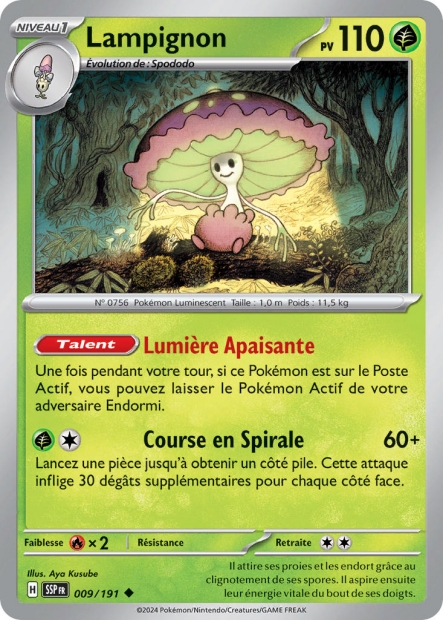 NIVEAU 1
Lampignon
PV 110
Évolution de : Spododo
N° 0756 Pokémon Luminescent Taille : 1,0 m Poids : 11,5 kg
Talent Lumière Apaisante
Une fois pendant votre tour, si ce Pokémon est sur le Poste
Actif, vous pouvez laisser le Pokémon Actif de votre
adversaire Endormi.
Course en Spirale 60+
Lancez une pièce jusqu'à obtenir un côté pile. Cette attaque
inflige 30 dégâts supplémentaires pour chaque côté face.
Faiblesse ×2 Résistance Retraite
Illus. Aya Kusube
H SSP FR 009/191
Il attire ses proies et les endort grâce au
clignotement de ses spores. Il aspire ensuite
leur énergie vitale du bout de ses doigts.
©2024 Pokémon/Nintendo/Creatures/GAME FREAK